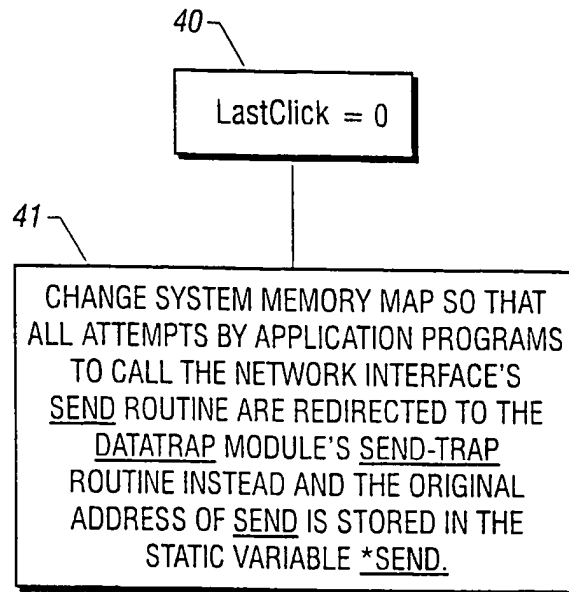 40
LastClick = 0
41
CHANGE SYSTEM MEMORY MAP SO THAT
ALL ATTEMPTS BY APPLICATION PROGRAMS
TO CALL THE NETWORK INTERFACE'S
SEND ROUTINE ARE REDIRECTED TO THE
DATATRAP MODULE'S SEND-TRAP
ROUTINE INSTEAD AND THE ORIGINAL
ADDRESS OF SEND IS STORED IN THE
STATIC VARIABLE *SEND.